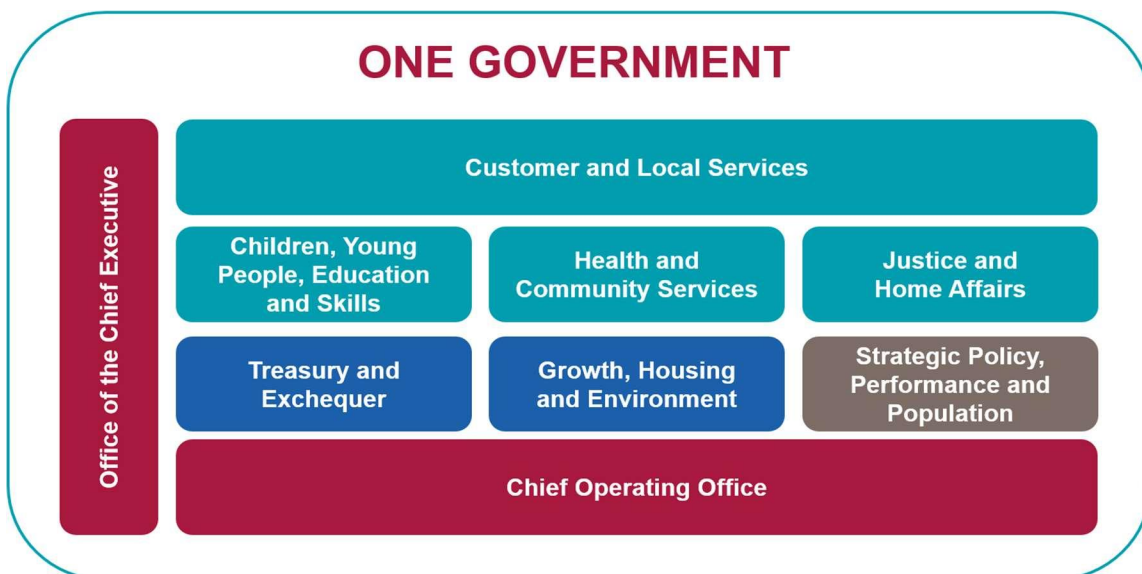 ONE GOVERNMENT
Office of the Chief Executive
Customer and Local Services
Children, Young
People, Education
and Skills
Health and
Community Services
Justice and
Home Affairs
Treasury and
Exchequer
Growth, Housing
and Environment
Strategic Policy,
Performance and
Population
Chief Operating Office